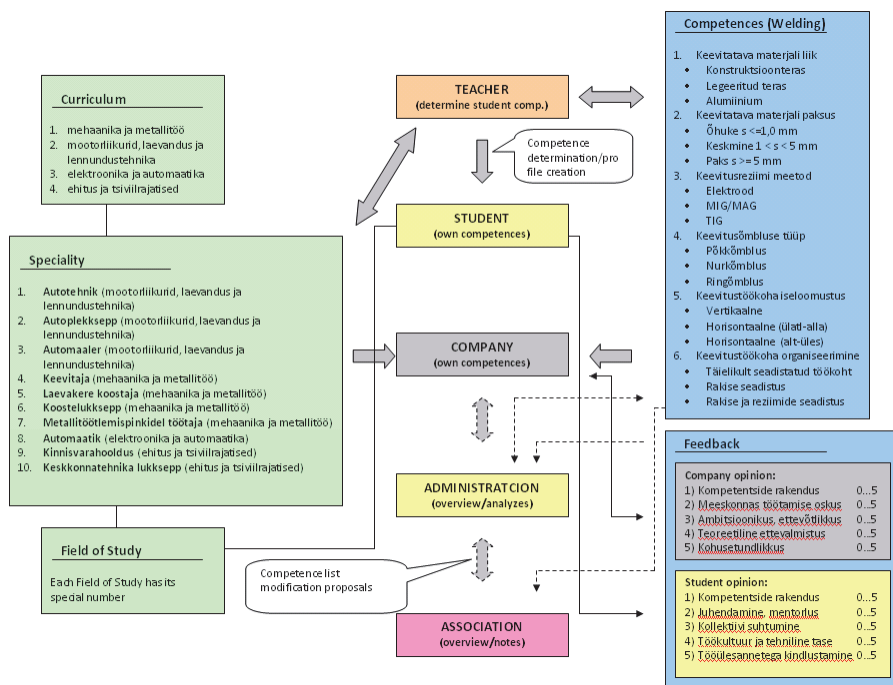 Curriculum
1. mehaanika ja metallitöö
2. mootorliikurid, laevandus ja
lennundustehnika
3. elektroonika ja automaatika
4. ehitus ja tsiviilrajatised
Speciality
1. Autotehnik (mootorliikurid, laevandus ja
lennundustehnika)
2. Autoplekksepp (mootorliikurid, laevandus ja
lennundustehnika)
3. Automaaler (mootorliikurid, laevandus ja
lennundustehnika)
4. Keevitaja (mehaanika ja metallitöö)
5. Laevakere koostaja (mehaanika ja metallitöö)
6. Koostelukksepp (mehaanika ja metallitöö)
7. Metallitöötlemispinkidel töötaja (mehaanika ja metallitöö)
8. Automaatik (elektroonika ja automaatika)
9. Kinnisvarahooldus (ehitus ja tsiviilrajatised)
10. Keskkonnatehnika lukksepp (ehitus ja tsiviilrajatised)
Field of Study
Each Field of Study has its
special number
TEACHER
(determine student comp.)
Competence
determination/pro
file creation
STUDENT
(own competences)
COMPANY
(own competences)
ADMINISTRATCION
(overview/analyzes)
Competence list
modification proposals
ASSOCIATION
(overview/notes)
Competences (Welding)
1. Keevitatava materjali liik
• Konstruktsioonteras
• Legeeritud teras
• Alumiinium
2. Keevitatava materjali paksus
• Õhuke s <=1,0 mm
• Keskmine 1 < s < 5 mm
• Paks s >= 5 mm
3. Keevitusrežiimi meetod
• Elektrood
• MIG/MAG
• TIG
4. Keevitusõmbluse tüüp
• Põkkõmblus
• Nurkõmblus
• Ringõmblus
5. Keevitustöökoha iseloomustus
• Vertikaalne
• Horisontaalne (ülatl-alla)
• Horisontaalne (alt-üles)
6. Keevitustöökoha organiseerimine
• Täielikult seadistatud töökoht
• Rakise seadistus
• Rakise ja reziimide seadistus
Feedback
Company opinion:
1) Kompetentside rakendus 0…5
2) Meeskonnas töötamise oskus 0…5
3) Ambitsioonikus, ettevõtlikkus 0…5
4) Teoreetiline ettevalmistus 0…5
5) Kohusetundlikkus 0…5
Student opinion:
1) Kompetentside rakendus 0…5
2) Juhendamine, mentorlus 0…5
3) Kollektiivi suhtumine 0…5
4) Töökultuur ja tehniline tase 0…5
5) Tööülesannetega kindlustamine 0…5